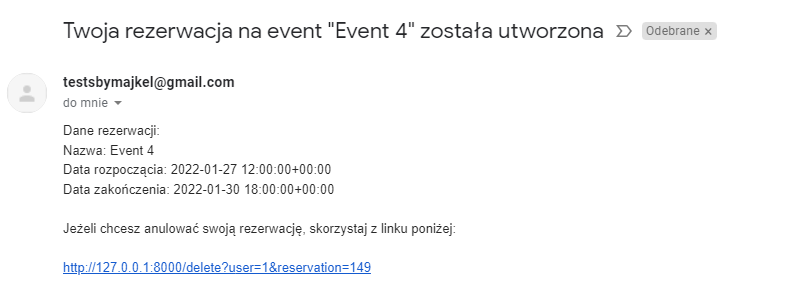 Twoja rezerwacja na event "Event 4" została utworzona Odebrane ×
testsbymajkel@gmail.com
do mnie
Dane rezerwacji:
Nazwa: Event 4
Data rozpocącia: 2022-01-27 12:00:00+00:00
Data zakończenia: 2022-01-30 18:00:00+00:00
Jeżeli chcesz anulować swoją rezerwację, skorzystaj z linku poniżej:
http://127.0.0.1:8000/delete?user=1&reservation=149